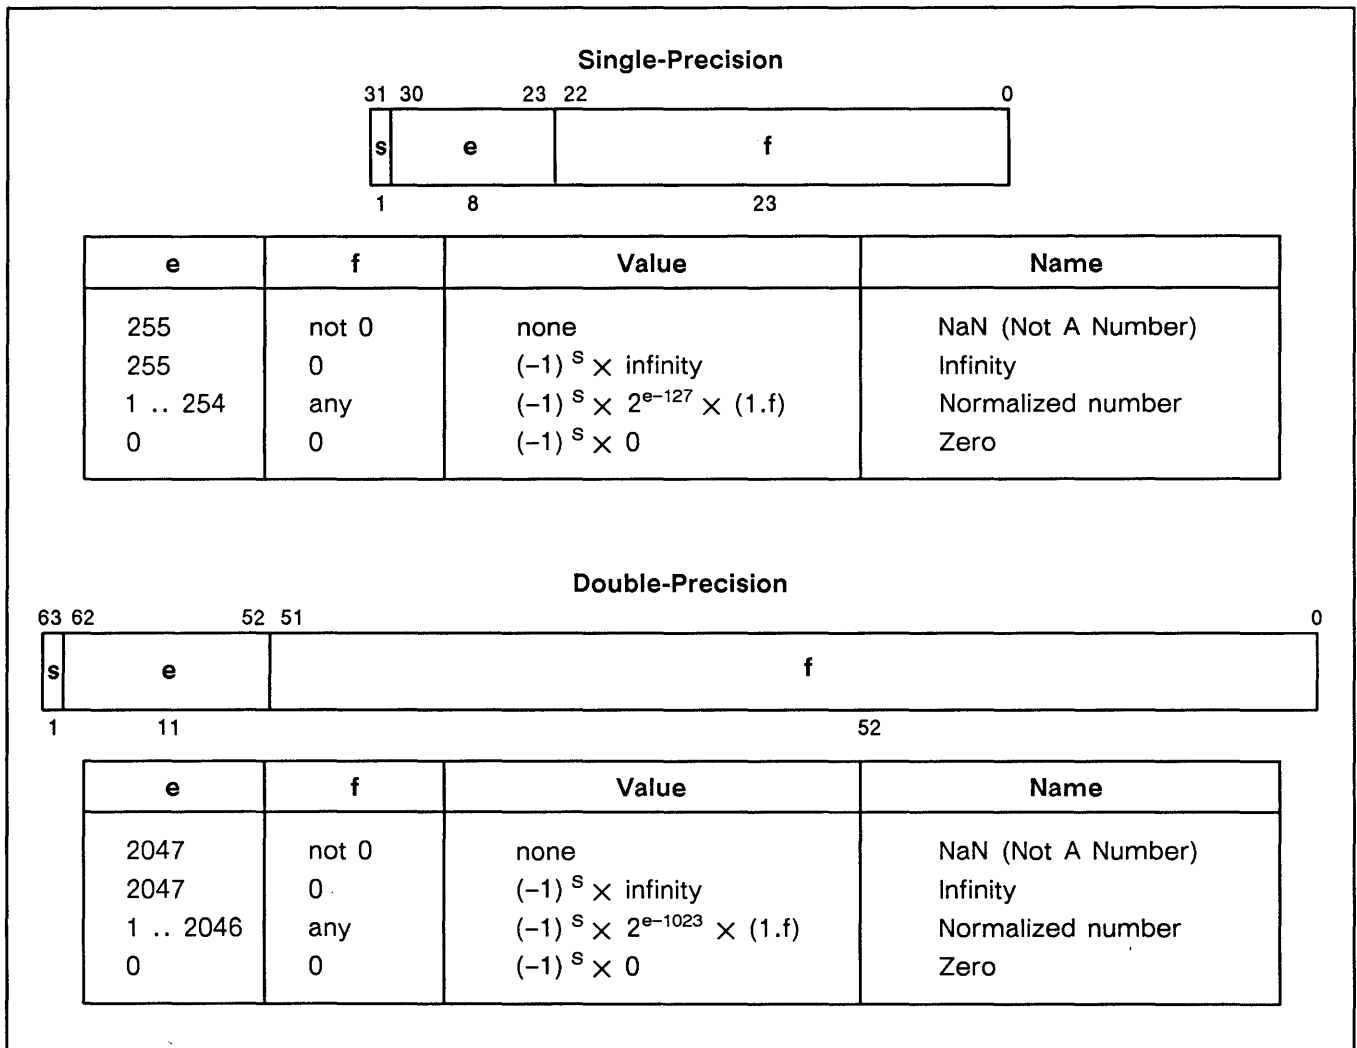 Single-Precision
31 30 23 22 0
s e f
1 8 23
e f Value Name
255 not 0 none NaN (Not A Number)
255 0 (−1) ^S × infinity Infinity
1 .. 254 any (−1) ^S × 2^e−127 × (1.f) Normalized number
0 0 (−1) ^S × 0 Zero
Double-Precision
63 62 52 51 0
s e f
1 11 52
e f Value Name
2047 not 0 none NaN (Not A Number)
2047 0 (−1) ^S × infinity Infinity
1 .. 2046 any (−1) ^S × 2^e−1023 × (1.f) Normalized number
0 0 (−1) ^S × 0 Zero